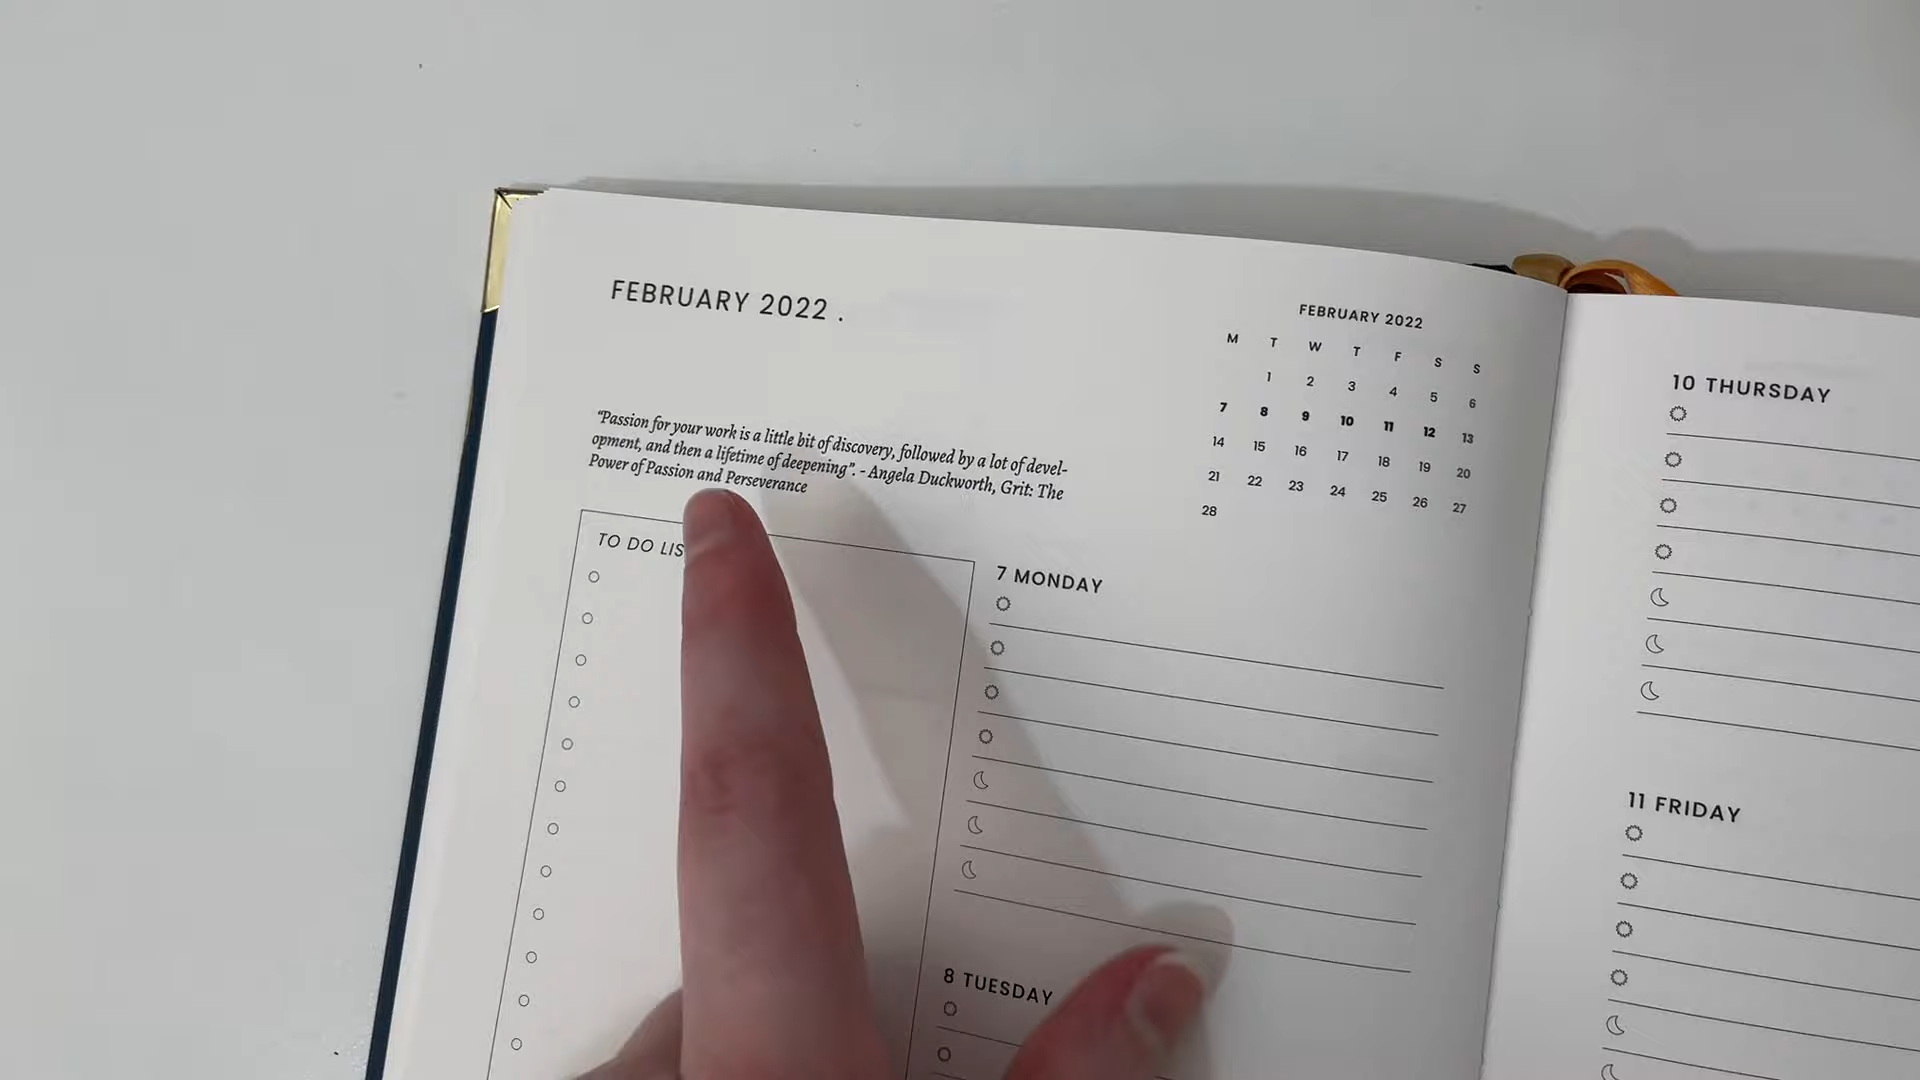 FEBRUARY 2022 .
“Passion for your work is a little bit of discovery, followed by a lot of devel-
opment, and then a lifetime of deepening”. - Angela Duckworth, Grit: The
Power of Passion and Perseverance
FEBRUARY 2022
M T W T F S S
1 2 3 4 5 6
7 8 9 10 11 12 13
14 15 16 17 18 19 20
21 22 23 24 25 26 27
28
TO DO LIS
7 MONDAY
8 TUESDAY
10 THURSDAY
11 FRIDAY